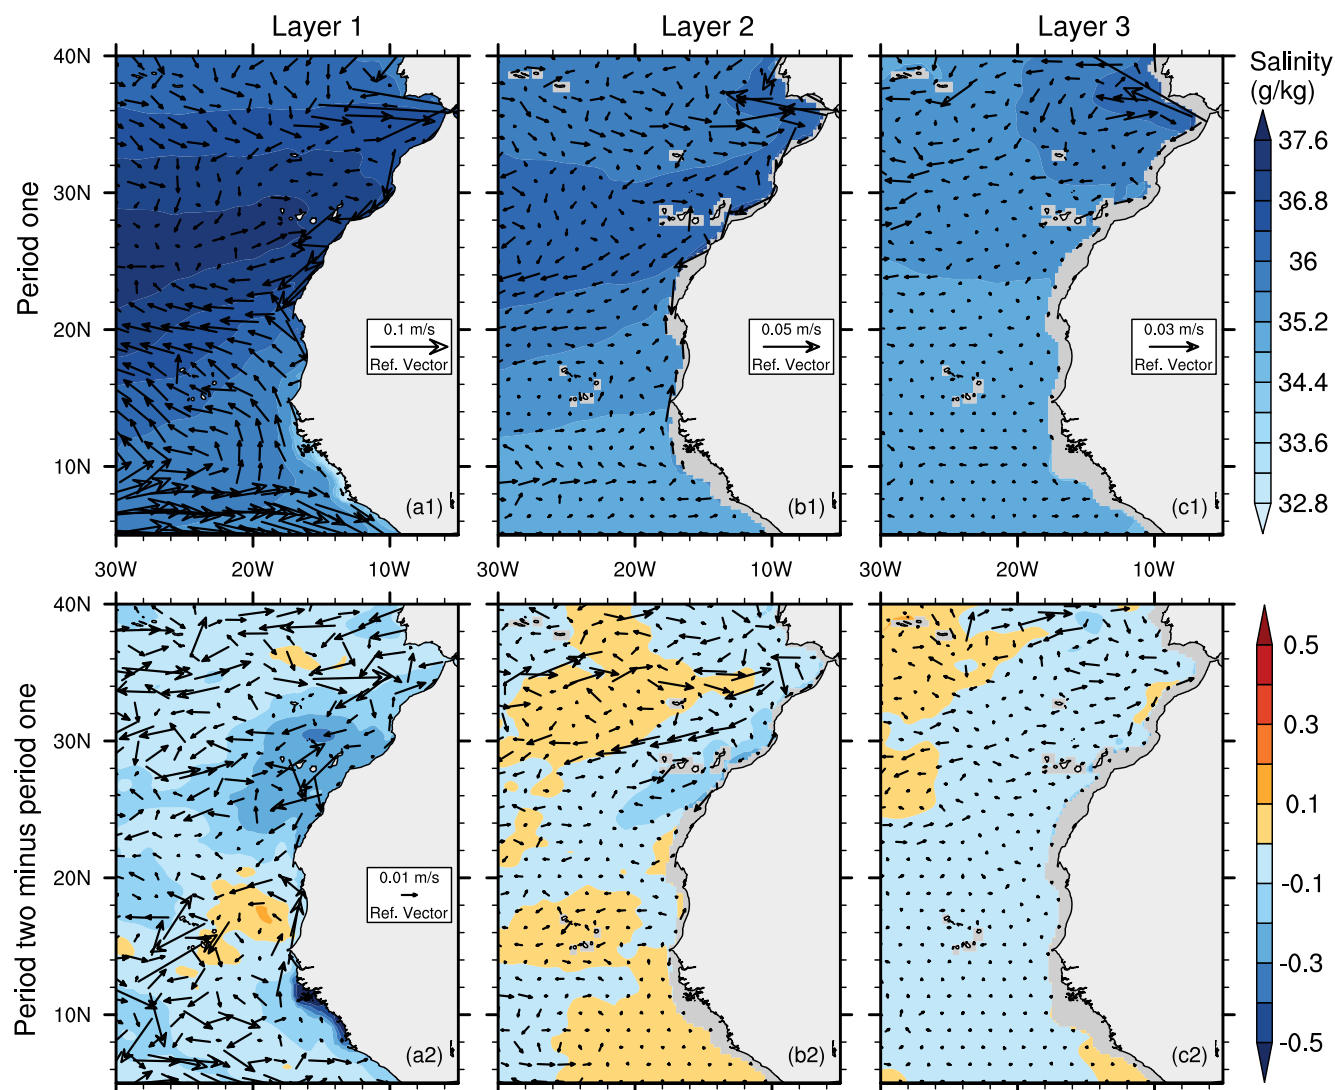 Layer 1
Layer 2
Layer 3
Salinity
(g/kg)
Period one
40N
30N
20N
10N
0.1 m/s
Ref. Vector
(a1)
0.05 m/s
Ref. Vector
(b1)
0.03 m/s
Ref. Vector
(c1)
37.6
36.8
36
35.2
34.4
33.6
32.8
30W
20W
10W
30W
20W
10W
30W
20W
10W
Period two minus period one
40N
30N
20N
10N
0.01 m/s
Ref. Vector
(a2)
(b2)
(c2)
0.5
0.3
0.1
-0.1
-0.3
-0.5